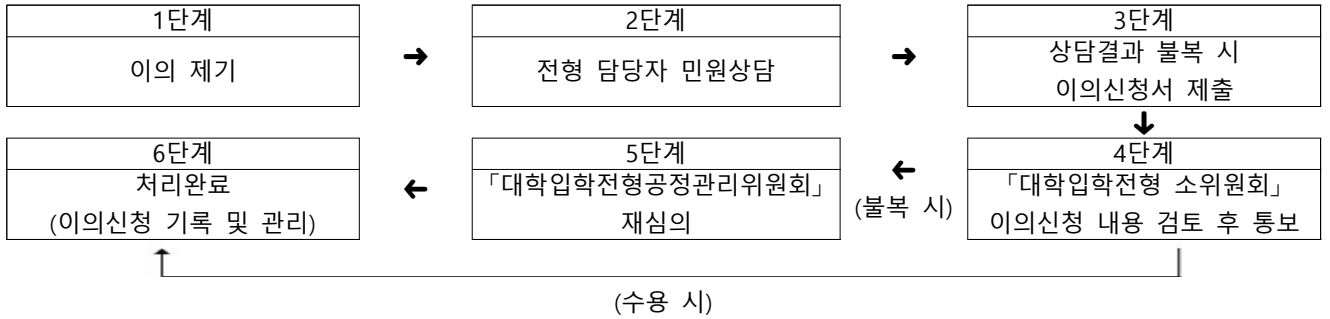 1단계
이의 제기
➜
2단계
전형 담당자 민원상담
➜
3단계
상담결과 불복 시
이의신청서 제출
🡻
4단계
「대학입학전형 소위원회」
이의신청 내용 검토 후 통보
🡸
(불복 시)
5단계
「대학입학전형공정관리위원회」
재심의
🡸
6단계
처리완료
(이의신청 기록 및 관리)
(수용 시)